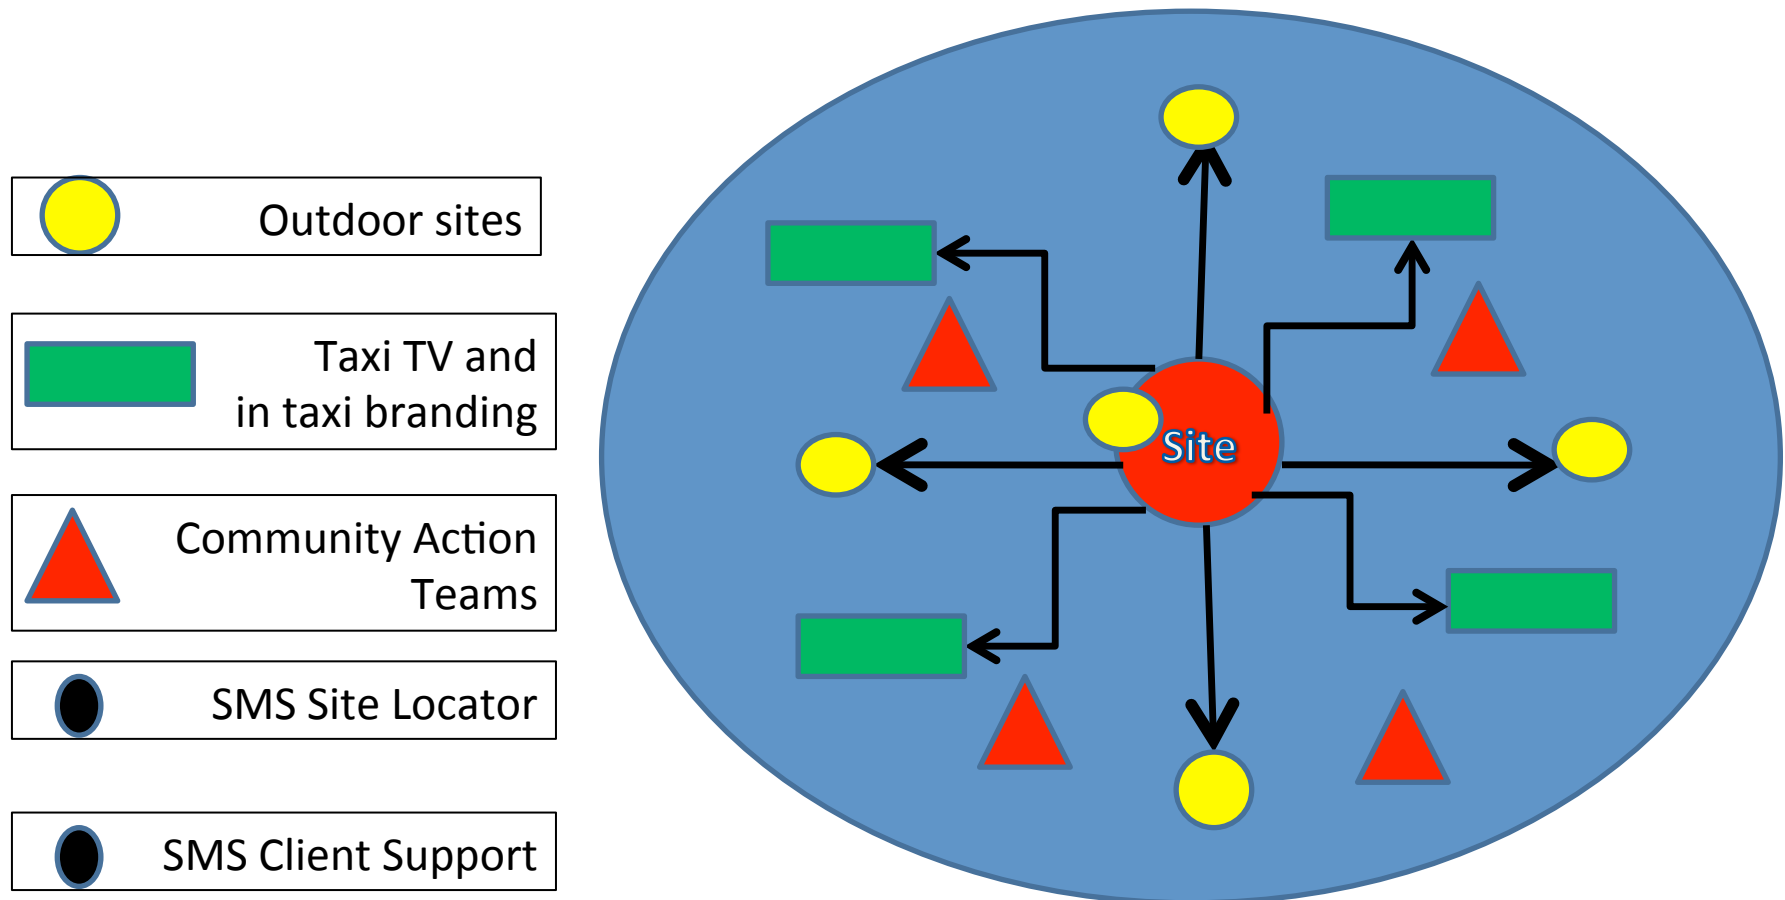 Outdoor sites
Taxi TV and
in taxi branding
Community Action
Teams
SMS Site Locator
SMS Client Support
Site